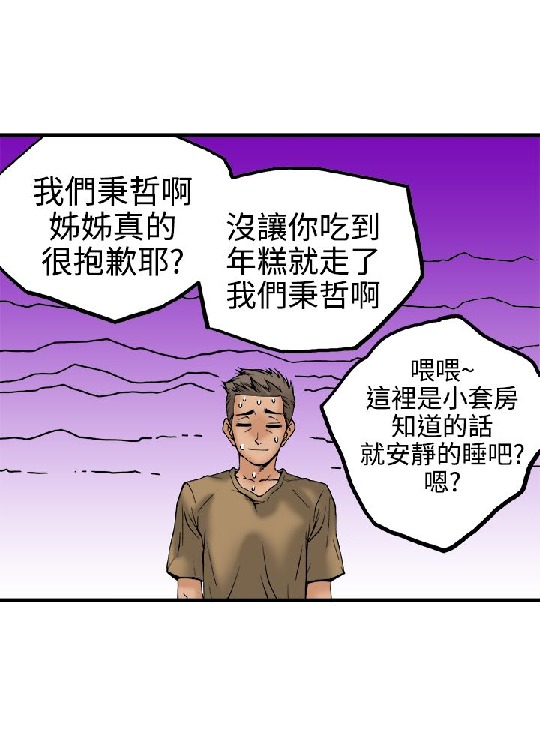 我們秉哲啊
姊姊真的
很抱歉耶?
沒讓你吃到
年糕就走了
我們秉哲啊
喂喂~
這裡是小套房
知道的話
就安靜的睡吧?
嗯?